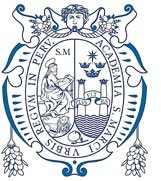 ACADEMIA S. MARCI VRBIS REGVM IN PERV
S.M